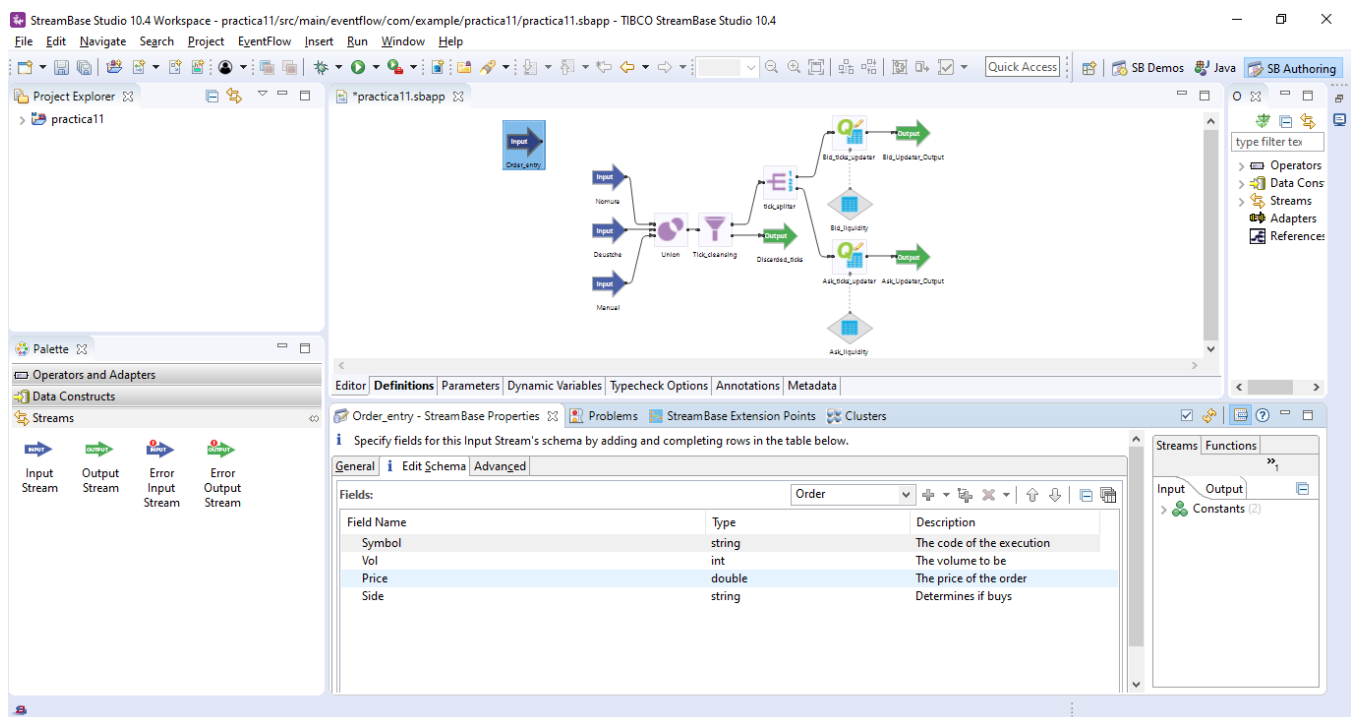 StreamBase Studio 10.4 Workspace - practica11/src/main/eventflow/com/example/practica11/practica11.sbapp - TIBCO StreamBase Studio 10.4
File Edit Navigate Search Project EventFlow Insert Run Window Help
Quick Access SB Demos Java SB Authoring
Project Explorer
practica11
*practica11.sbapp
Input
Order_entry
Input
Nomura
Input
Deustche
Input
Manual
Union
Tick_cleansing
tick_spliter
Output
Discarded_ticks
Bid_ticks_updater
Output
Bid_Updater_Output
Bid_liquidity
Ask_ticks_updater
Output
Ask_Updater_Output
Ask_liquidity
O
type filter tex
Operators
Data Cons
Streams
Adapters
References
Editor Definitions Parameters Dynamic Variables Typecheck Options Annotations Metadata
Palette
Operators and Adapters
Data Constructs
Streams
INPUT
Input Stream
OUTPUT
Output Stream
INPUT
Error Input Stream
OUTPUT
Error Output Stream
Order_entry - StreamBase Properties Problems StreamBase Extension Points Clusters
Specify fields for this Input Stream's schema by adding and completing rows in the table below.
General Edit Schema Advanced
Fields: Order
Field Name Type Description
Symbol string The code of the execution
Vol int The volume to be
Price double The price of the order
Side string Determines if buys
Streams Functions
1
Input Output
Constants (2)